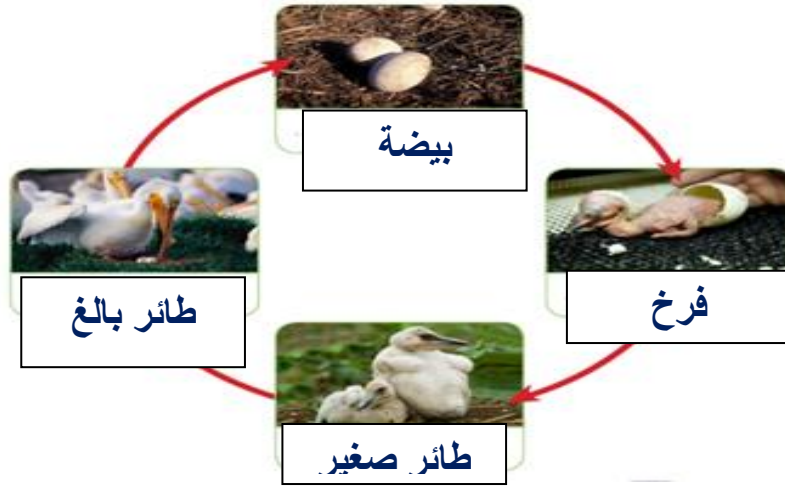 بيضة
فرخ
طائر بالغ
طائر صغير